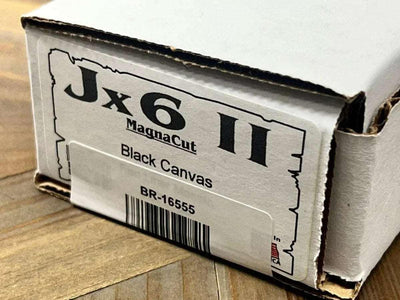 Jx6 II
MagnaCut
Black Canvas
BR-16555